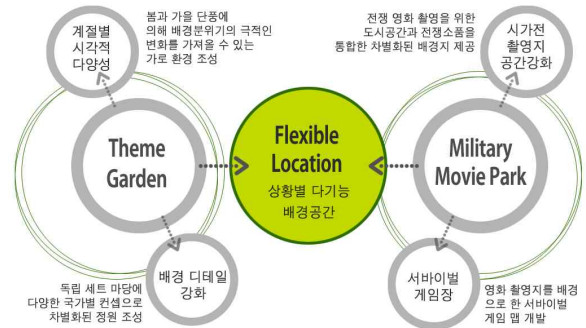 계절별
시각적
다양성
봄과 가을 단풍에
의해 배경분위기의 극적인
변화를 가져올 수 있는
가로 환경 조성
전쟁 영화 촬영을 위한
도시공간과 전쟁소품을
통합한 차별화된 배경지 제공
시가전
촬영지
공간강화
Theme
Garden
Flexible
Location
상황별 다기능
배경공간
Military
Movie Park
독립 세트 마당에
다양한 국가별 컨셉으로
차별화된 정원 조성
배경 디테일
강화
서바이벌
게임장
영화 촬영지를 배경
으로 한 서바이벌
게임 맵 개발